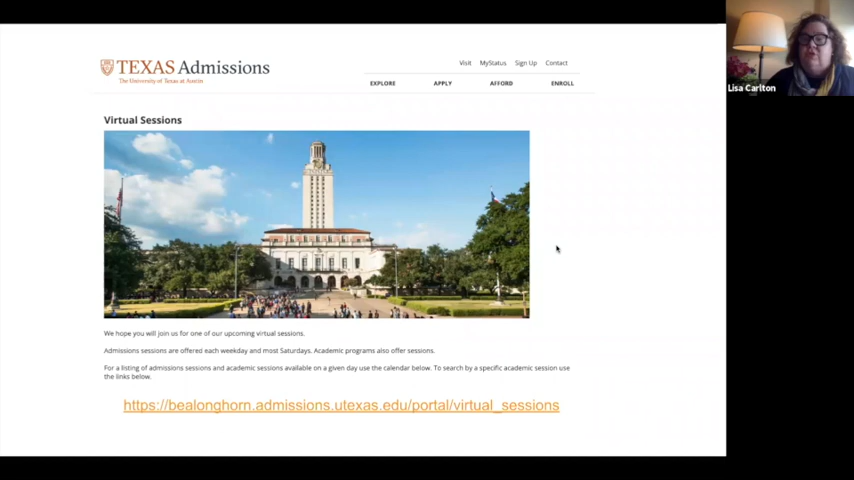 TEXAS Admissions
The University of Texas at Austin
Visit MyStatus Sign Up Contact
EXPLORE APPLY AFFORD ENROLL
Virtual Sessions
We hope you will join us for one of our upcoming virtual sessions.
Admissions sessions are offered each weekday and most Saturdays. Academic programs also offer sessions.
For a listing of admissions sessions and academic sessions available on a given day use the calendar below. To search by a specific academic session use
the links below.
https://bealonghorn.admissions.utexas.edu/portal/virtual_sessions
Lisa Carlton